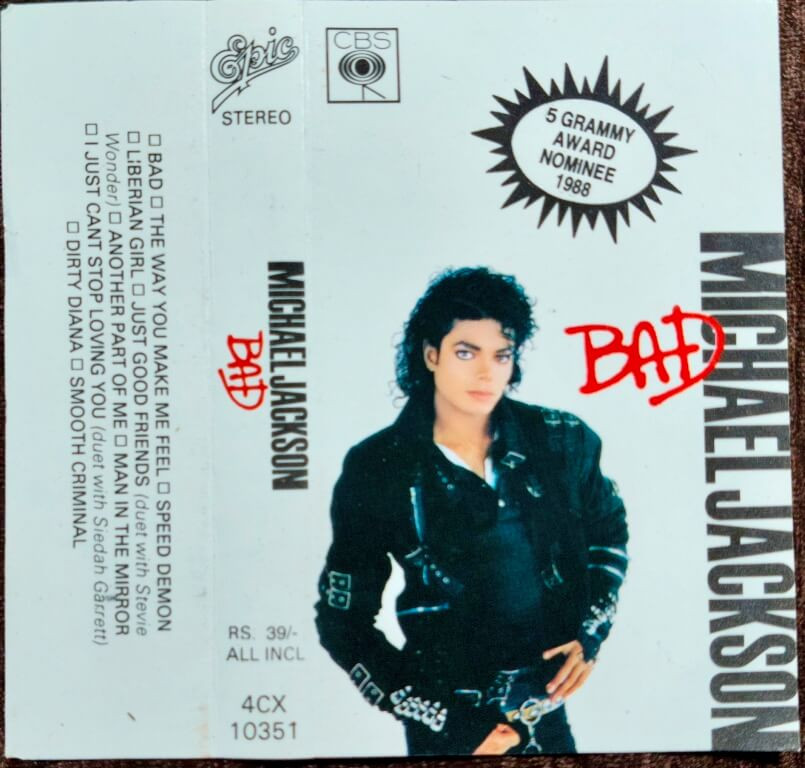 □ BAD □ THE WAY YOU MAKE ME FEEL □ SPEED DEMON
□ LIBERIAN GIRL □ JUST GOOD FRIENDS (duet with Stevie
Wonder) □ ANOTHER PART OF ME □ MAN IN THE MIRROR
□ I JUST CANT STOP LOVING YOU (duet with Siedah Garrett)
□ DIRTY DIANA □ SMOOTH CRIMINAL
Epic
STEREO
MICHAEL JACKSON
BAD
RS. 39/-
ALL INCL
4CX
10351
CBS
5 GRAMMY
AWARD
NOMINEE
1988
BAD
MICHAEL JACKSON